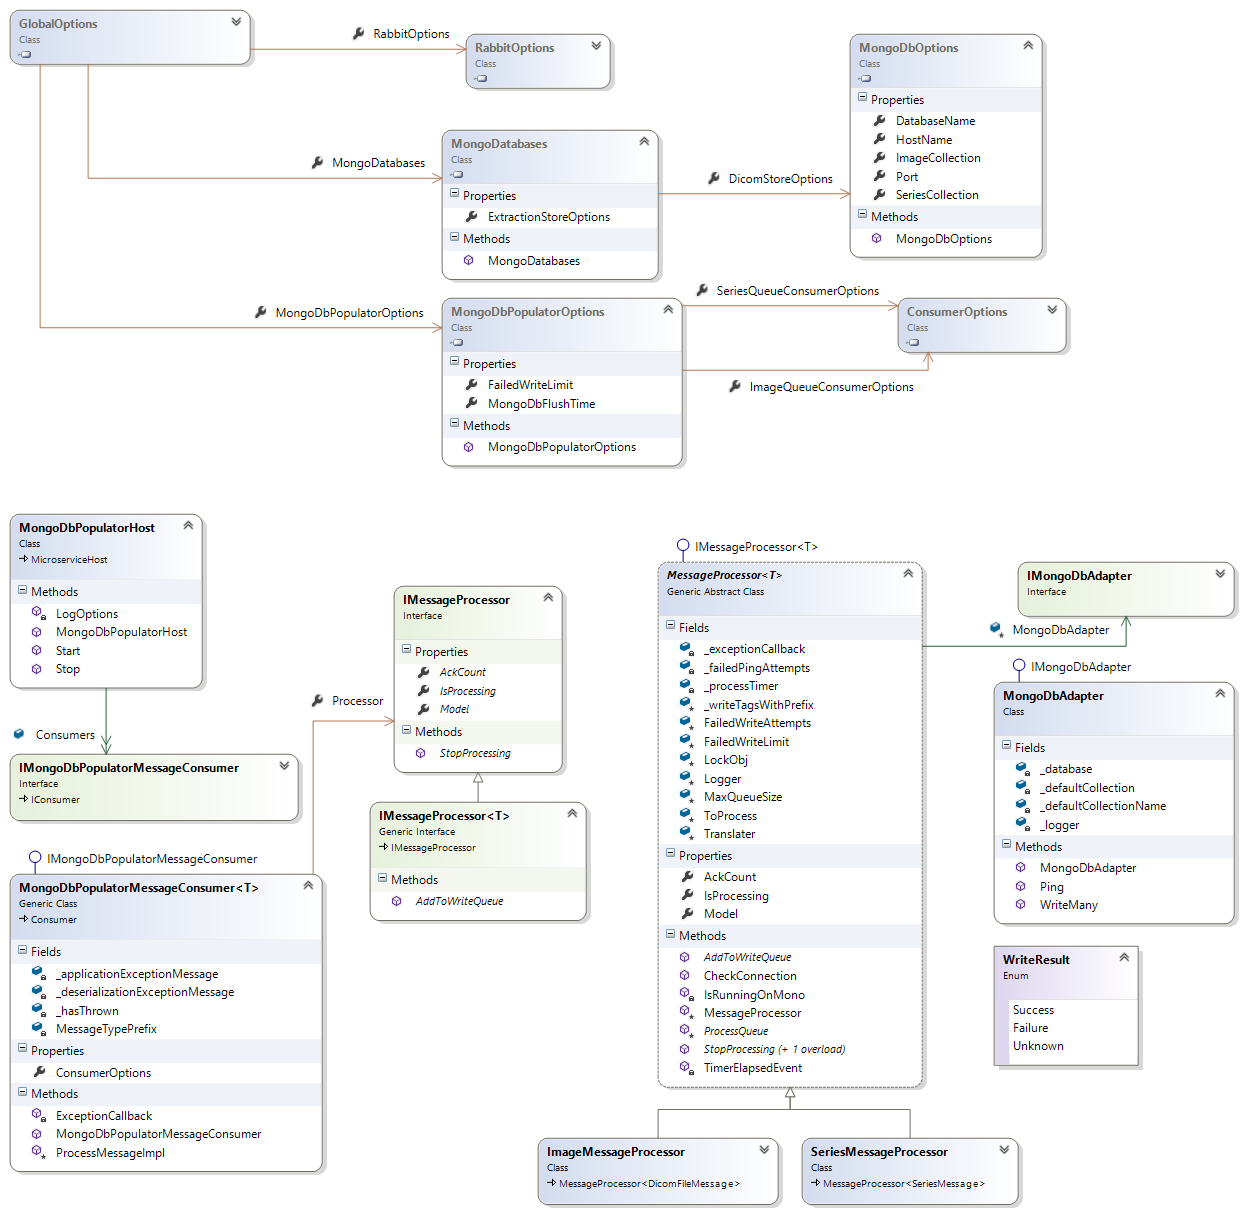 GlobalOptions
Class
RabbitOptions
RabbitOptions
Class
MongoDbOptions
Class
Properties
DatabaseName
HostName
ImageCollection
Port
SeriesCollection
Methods
MongoDbOptions
MongoDatabases
MongoDatabases
Class
Properties
ExtractionStoreOptions
Methods
MongoDatabases
DicomStoreOptions
MongoDbPopulatorOptions
MongoDbPopulatorOptions
Class
Properties
FailedWriteLimit
MongoDbFlushTime
Methods
MongoDbPopulatorOptions
SeriesQueueConsumerOptions
ConsumerOptions
Class
ImageQueueConsumerOptions
MongoDbPopulatorHost
Class
MicroserviceHost
Methods
LogOptions
MongoDbPopulatorHost
Start
Stop
Consumers
IMongoDbPopulatorMessageConsumer
Interface
IConsumer
IMongoDbPopulatorMessageConsumer
MongoDbPopulatorMessageConsumer<T>
Generic Class
Consumer
Fields
_applicationExceptionMessage
_deserializationExceptionMessage
_hasThrown
MessageTypePrefix
Properties
ConsumerOptions
Methods
ExceptionCallback
MongoDbPopulatorMessageConsumer
ProcessMessageImpl
Processor
IMessageProcessor
Interface
Properties
AckCount
IsProcessing
Model
Methods
StopProcessing
IMessageProcessor<T>
Generic Interface
IMessageProcessor
Methods
AddToWriteQueue
IMessageProcessor<T>
MessageProcessor<T>
Generic Abstract Class
Fields
_exceptionCallback
_failedPingAttempts
_processTimer
_writeTagsWithPrefix
FailedWriteAttempts
FailedWriteLimit
LockObj
Logger
MaxQueueSize
ToProcess
Translater
Properties
AckCount
IsProcessing
Model
Methods
AddToWriteQueue
CheckConnection
IsRunningOnMono
MessageProcessor
ProcessQueue
StopProcessing (+ 1 overload)
TimerElapsedEvent
ImageMessageProcessor
Class
MessageProcessor<DicomFileMessage>
SeriesMessageProcessor
Class
MessageProcessor<SeriesMessage>
IMongoDbAdapter
Interface
MongoDbAdapter
IMongoDbAdapter
MongoDbAdapter
Class
Fields
_database
_defaultCollection
_defaultCollectionName
_logger
Methods
MongoDbAdapter
Ping
WriteMany
WriteResult
Enum
Success
Failure
Unknown